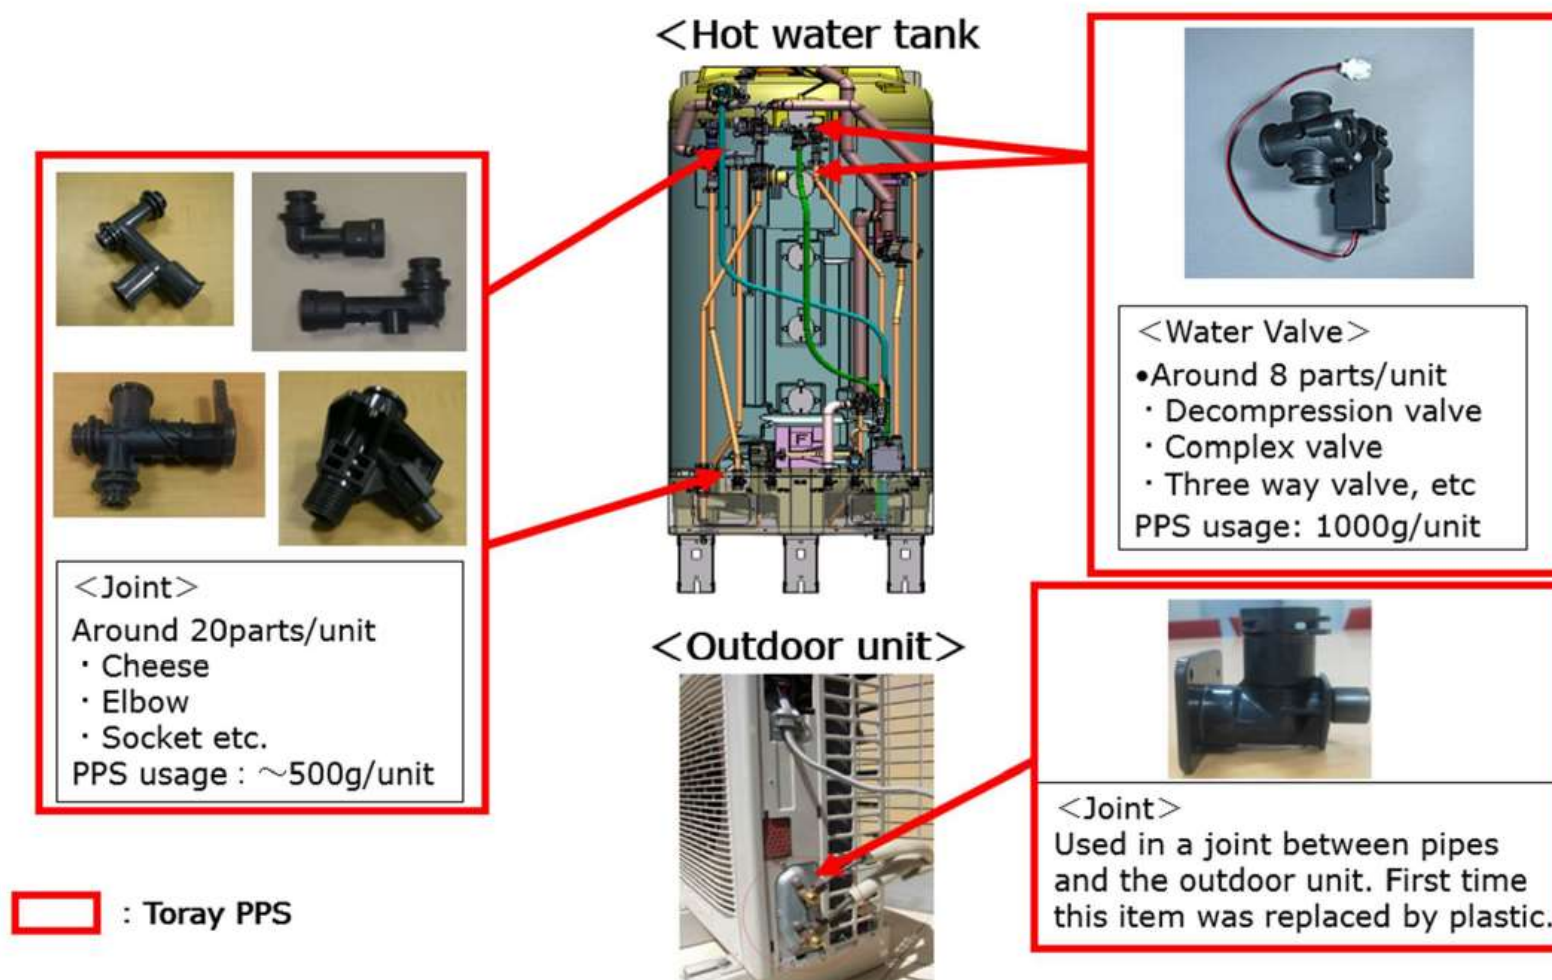 <Hot water tank
<Joint>
Around 20parts/unit
・Cheese
・Elbow
・Socket etc.
PPS usage : ～500g/unit
<Water Valve>
•Around 8 parts/unit
・Decompression valve
・Complex valve
・Three way valve, etc
PPS usage: 1000g/unit
F
<Outdoor unit>
<Joint>
Used in a joint between pipes
and the outdoor unit. First time
this item was replaced by plastic.
: Toray PPS